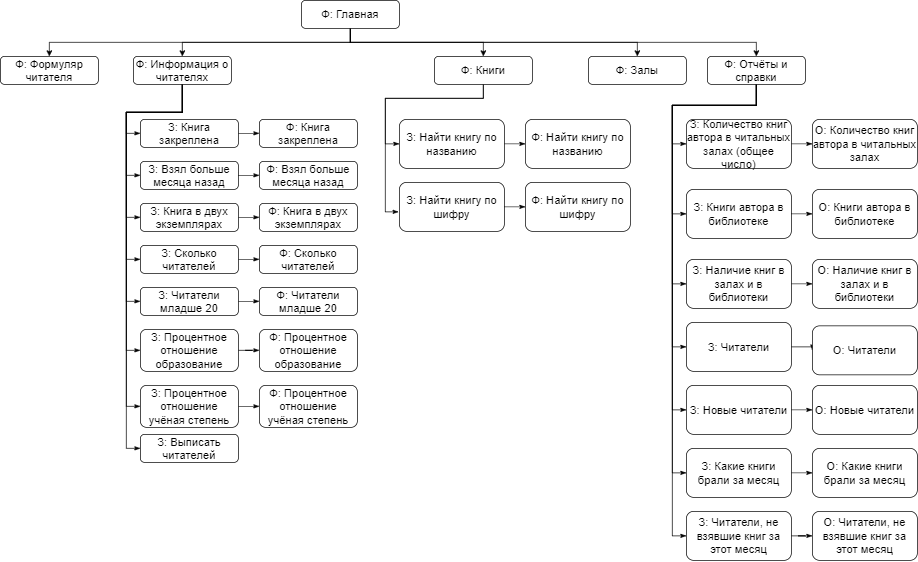 Ф: Главная
Ф: Формуляр
читателя
Ф: Информация о
читателях
Ф: Книги
Ф: Залы
Ф: Отчёты и
справки
З: Книга
закреплена
Ф: Книга
закреплена
З: Взял больше
месяца назад
Ф: Взял больше
месяца назад
З: Книга в двух
экземплярах
Ф: Книга в двух
экземплярах
З: Сколько
читателей
Ф: Сколько
читателей
З: Читатели
младше 20
Ф: Читатели
младше 20
З: Процентное
отношение
образование
Ф: Процентное
отношение
образование
З: Процентное
отношение
учёная степень
Ф: Процентное
отношение
учёная степень
З: Выписать
читателей
З: Найти книгу по
названию
Ф: Найти книгу по
названию
З: Найти книгу по
шифру
Ф: Найти книгу по
шифру
З: Количество книг
автора в читальных
залах (общее
число)
О: Количество книг
автора в читальных
залах
З: Книги автора в
библиотеке
О: Книги автора в
библиотеке
З: Наличие книг в
залах и в
библиотеки
О: Наличие книг в
залах и в
библиотеки
З: Читатели
О: Читатели
З: Новые читатели
О: Новые читатели
З: Какие книги
брали за месяц
О: Какие книги
брали за месяц
З: Читатели, не
взявшие книг за
этот месяц
О: Читатели, не
взявшие книг за
этот месяц